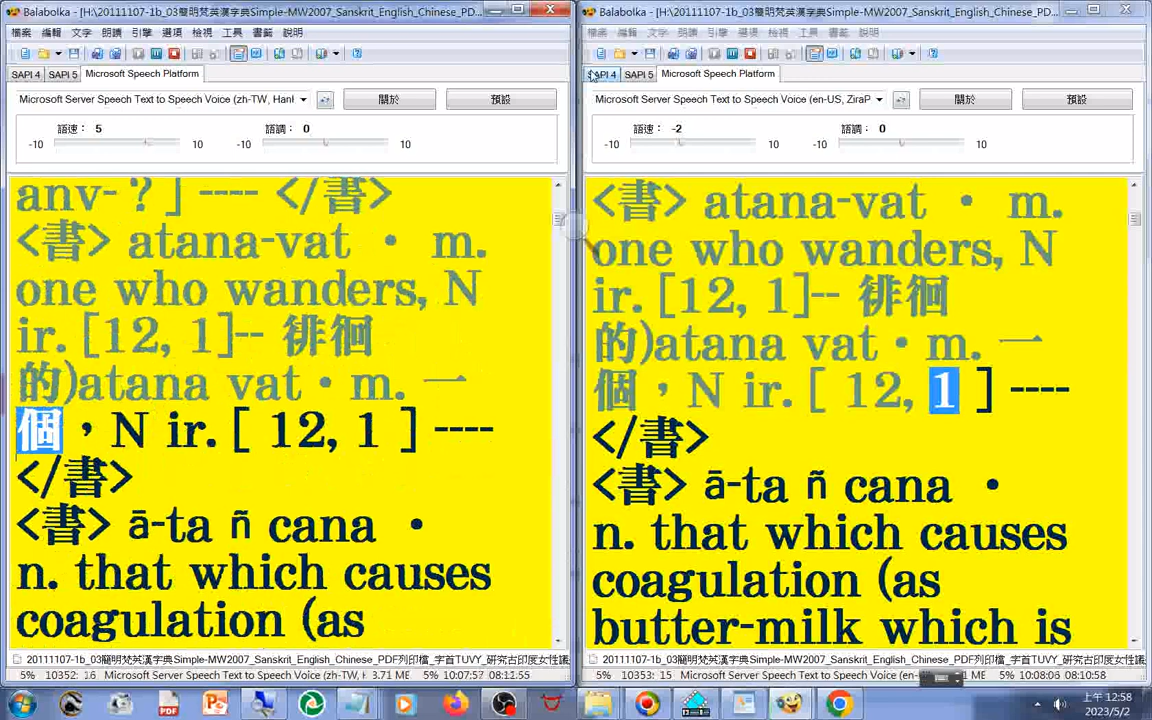 Balabolka - [H:\20111107-1b_03簡明梵英漢字典Simple-MW2007_Sanskrit_English_Chinese_PD...
檔案 編輯 文字 朗讀 引擎 選項 檢視 工具 書籤 說明
SAPI 4 SAPI 5 Microsoft Speech Platform
Microsoft Server Speech Text to Speech Voice (zh-TW, Hanl
關於 預設
語速： 5 語調： 0
-10 10 -10 10
anv-？」---- </書>
<書> atana-vat • m.
one who wanders, N
ir. [12, 1]-- 徘徊
的)atana vat• m. 一
個，N ir. [ 12, 1 ] ----
</書>
<書> ā-ta ñ cana •
n. that which causes
coagulation (as
20111107-1b_03簡明梵英漢字典Simple-MW2007_Sanskrit_English_Chinese_PDF列印檔_字首TUVY_研究古印度女性議
5% 10352: 16 Microsoft Server Speech Text to Speech Voice (zh-TW, H 3.71 ME 5% 10:07:57 08:12:55
Balabolka - [H:\20111107-1b_03簡明梵英漢字典Simple-MW2007_Sanskrit_English_Chinese_PD...
檔案 編輯 文字 朗讀 引擎 選項 檢視 工具 書籤 說明
SAPI 4 SAPI 5 Microsoft Speech Platform
Microsoft Server Speech Text to Speech Voice (en-US, ZiraP
關於 預設
語速： -2 語調： 0
-10 10 -10 10
<書> atana-vat • m.
one who wanders, N
ir. [12, 1]-- 徘徊
的)atana vat• m. 一
個，N ir. [ 12, 1 ] ----
</書>
<書> ā-ta ñ cana •
n. that which causes
coagulation (as
butter-milk which is
20111107-1b_03簡明梵英漢字典Simple-MW2007_Sanskrit_English_Chinese_PDF列印檔_字首TUVY_研究古印度女性議
5% 10353: 15 Microsoft Server Speech Text to Speech Voice (en-US, 5% 10:08:06 08:10:58
上午 12:58
2023/5/2